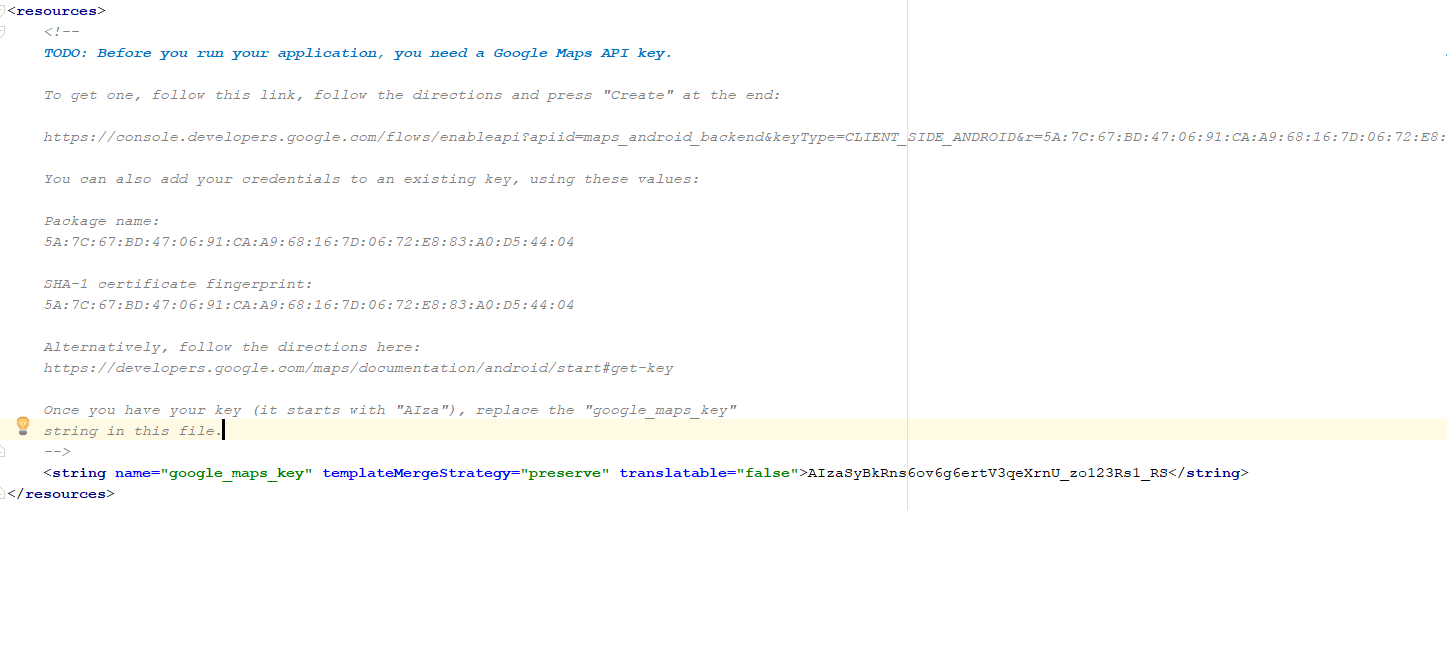 <resources>
<!--
TODO: Before you run your application, you need a Google Maps API key.
To get one, follow this link, follow the directions and press "Create" at the end:
https://console.developers.google.com/flows/enableapi?apiid=maps_android_backend&keyType=CLIENT_SIDE_ANDROID&r=5A:7C:67:BD:47:06:91:CA:A9:68:16:7D:06:72:E8:
You can also add your credentials to an existing key, using these values:
Package name:
5A:7C:67:BD:47:06:91:CA:A9:68:16:7D:06:72:E8:83:A0:D5:44:04
SHA-1 certificate fingerprint:
5A:7C:67:BD:47:06:91:CA:A9:68:16:7D:06:72:E8:83:A0:D5:44:04
Alternatively, follow the directions here:
https://developers.google.com/maps/documentation/android/start#get-key
Once you have your key (it starts with "AIza"), replace the "google_maps_key"
string in this file.
-->
<string name="google_maps_key" templateMergeStrategy="preserve" translatable="false">AIzaSyBkRns6ov6g6ertV3qeXrnU_zo123Rs1_RS</string>
</resources>